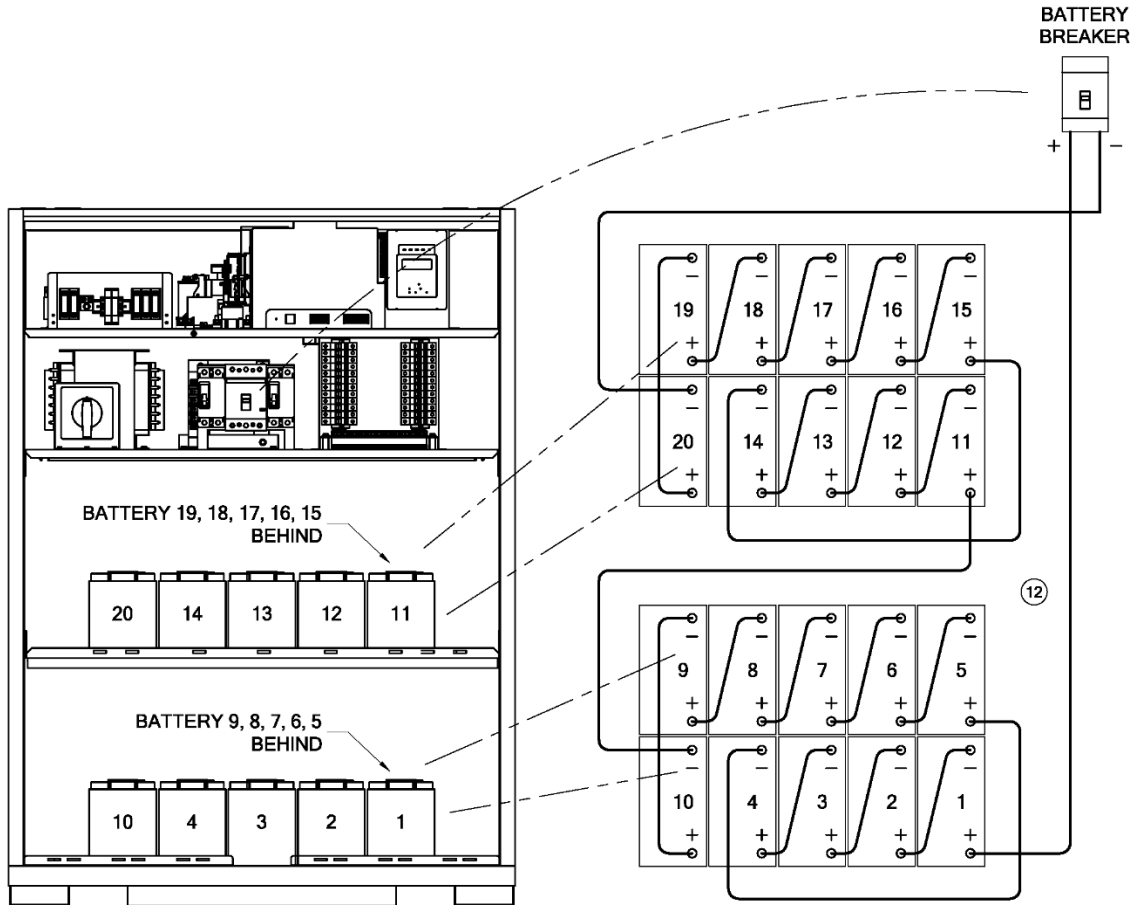 BATTERY
BREAKER
+ −
− − − − −
19 18 17 16 15
+ + + + +
− − − − −
20 14 13 12 11
+ + + + +
BATTERY 19, 18, 17, 16, 15
BEHIND
20 14 13 12 11
12
− − − − −
9 8 7 6 5
+ + + + +
BATTERY 9, 8, 7, 6, 5
BEHIND
− − − − −
10 4 3 2 1
+ + + + +
10 4 3 2 1